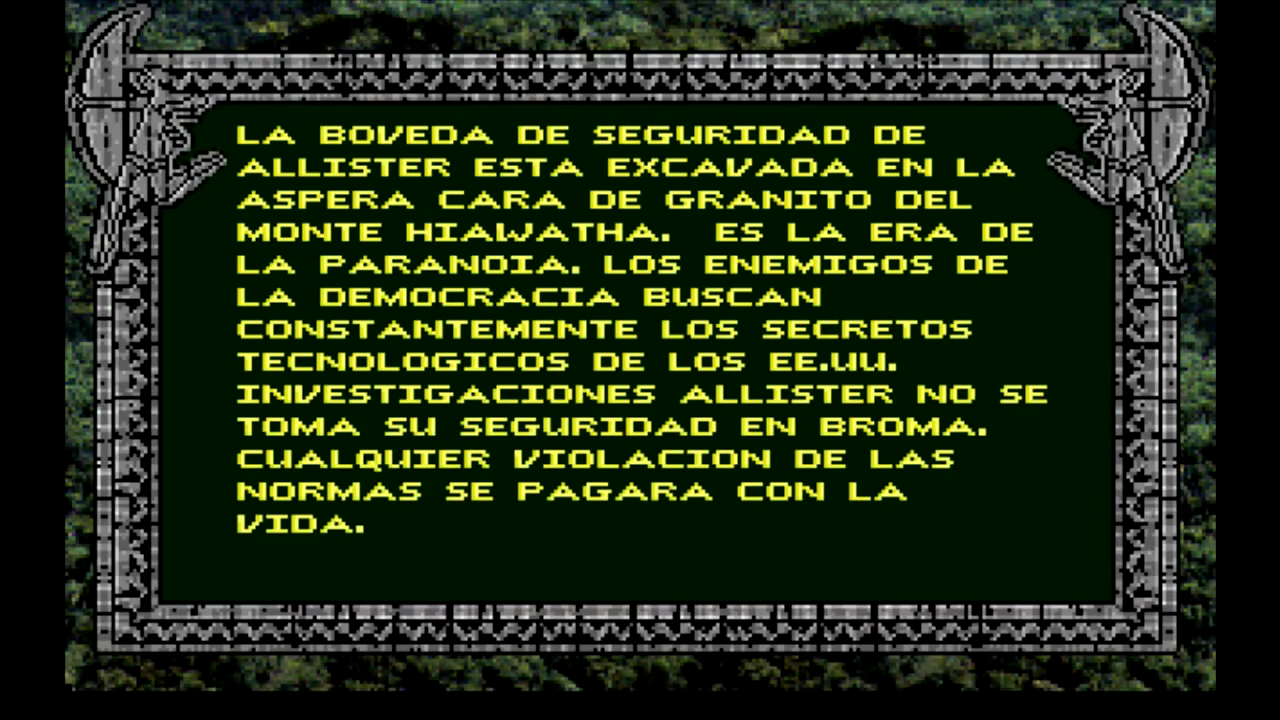 LA BOVEDA DE SEGURIDAD DE
ALLISTER ESTA EXCAVADA EN LA
ASPERA CARA DE GRANITO DEL
MONTE HIAWATHA.  ES LA ERA DE
LA PARANOIA. LOS ENEMIGOS DE
LA DEMOCRACIA BUSCAN
CONSTANTEMENTE LOS SECRETOS
TECNOLOGICOS DE LOS EE.UU.
INVESTIGACIONES ALLISTER NO SE
TOMA SU SEGURIDAD EN BROMA.
CUALQUIER VIOLACION DE LAS
NORMAS SE PAGARA CON LA
VIDA.